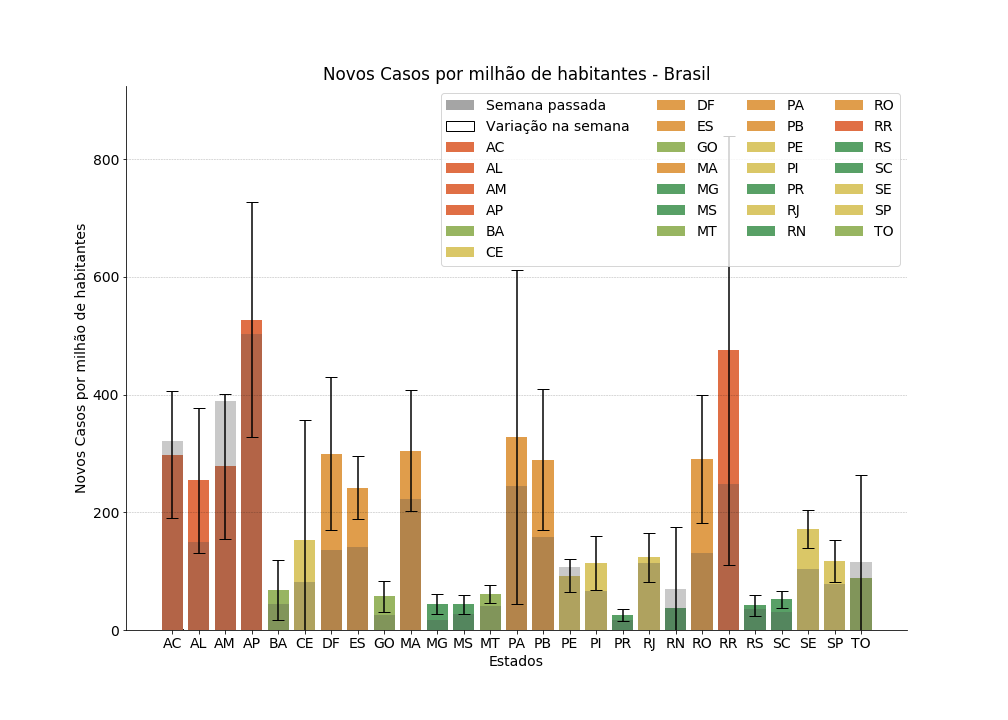 Novos Casos por milhão de habitantes - Brasil
Novos Casos por milhão de habitantes
800
600
400
200
0
Semana passada
Variação na semana
AC
AL
AM
AP
BA
CE
DF
ES
GO
MA
MG
MS
MT
PA
PB
PE
PI
PR
RJ
RN
RO
RR
RS
SC
SE
SP
TO
AC AL AM AP BA CE DF ES GO MA MG MS MT PA PB PE PI PR RJ RN RO RR RS SC SE SP TO
Estados